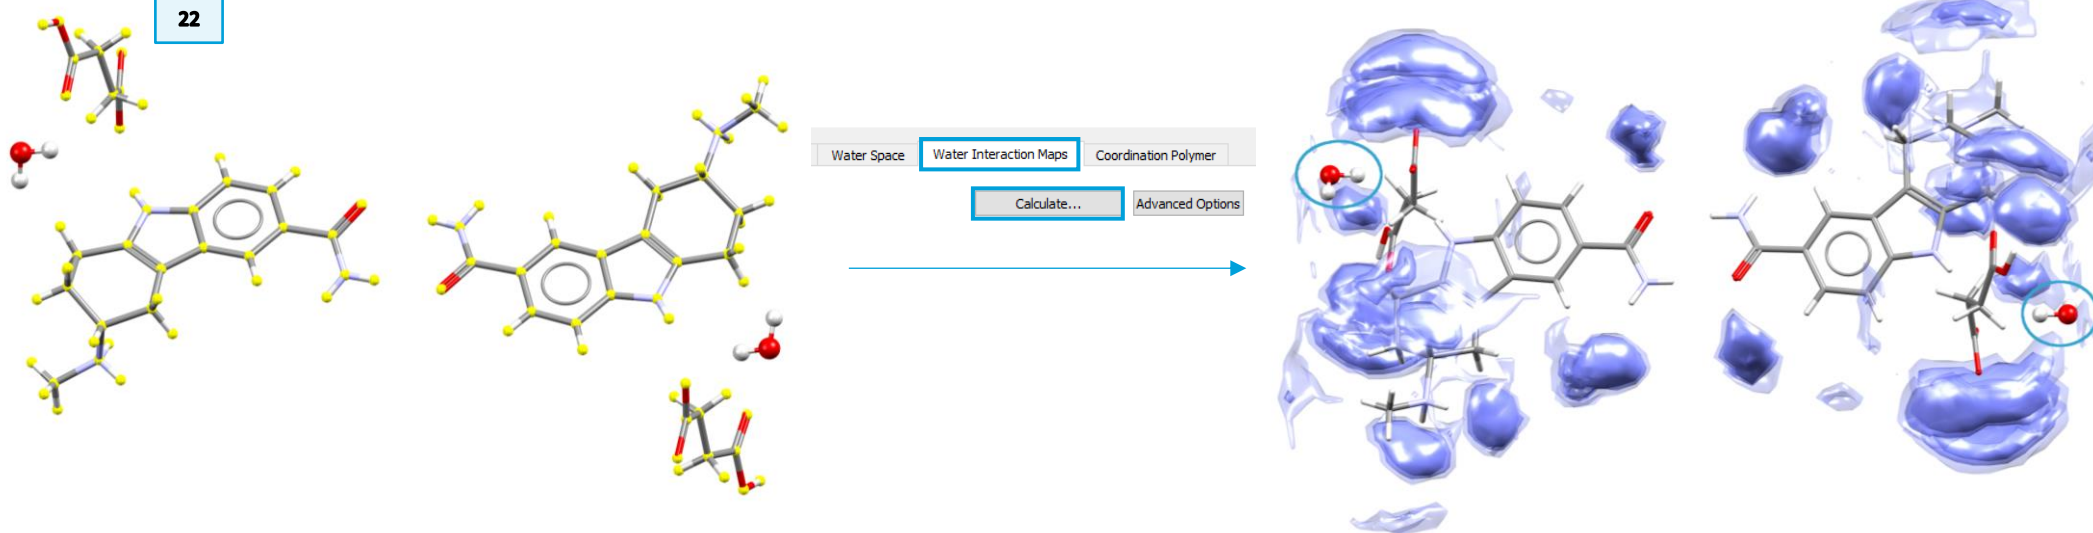 22
Water Space
Water Interaction Maps
Coordination Polymer
Calculate...
Advanced Options